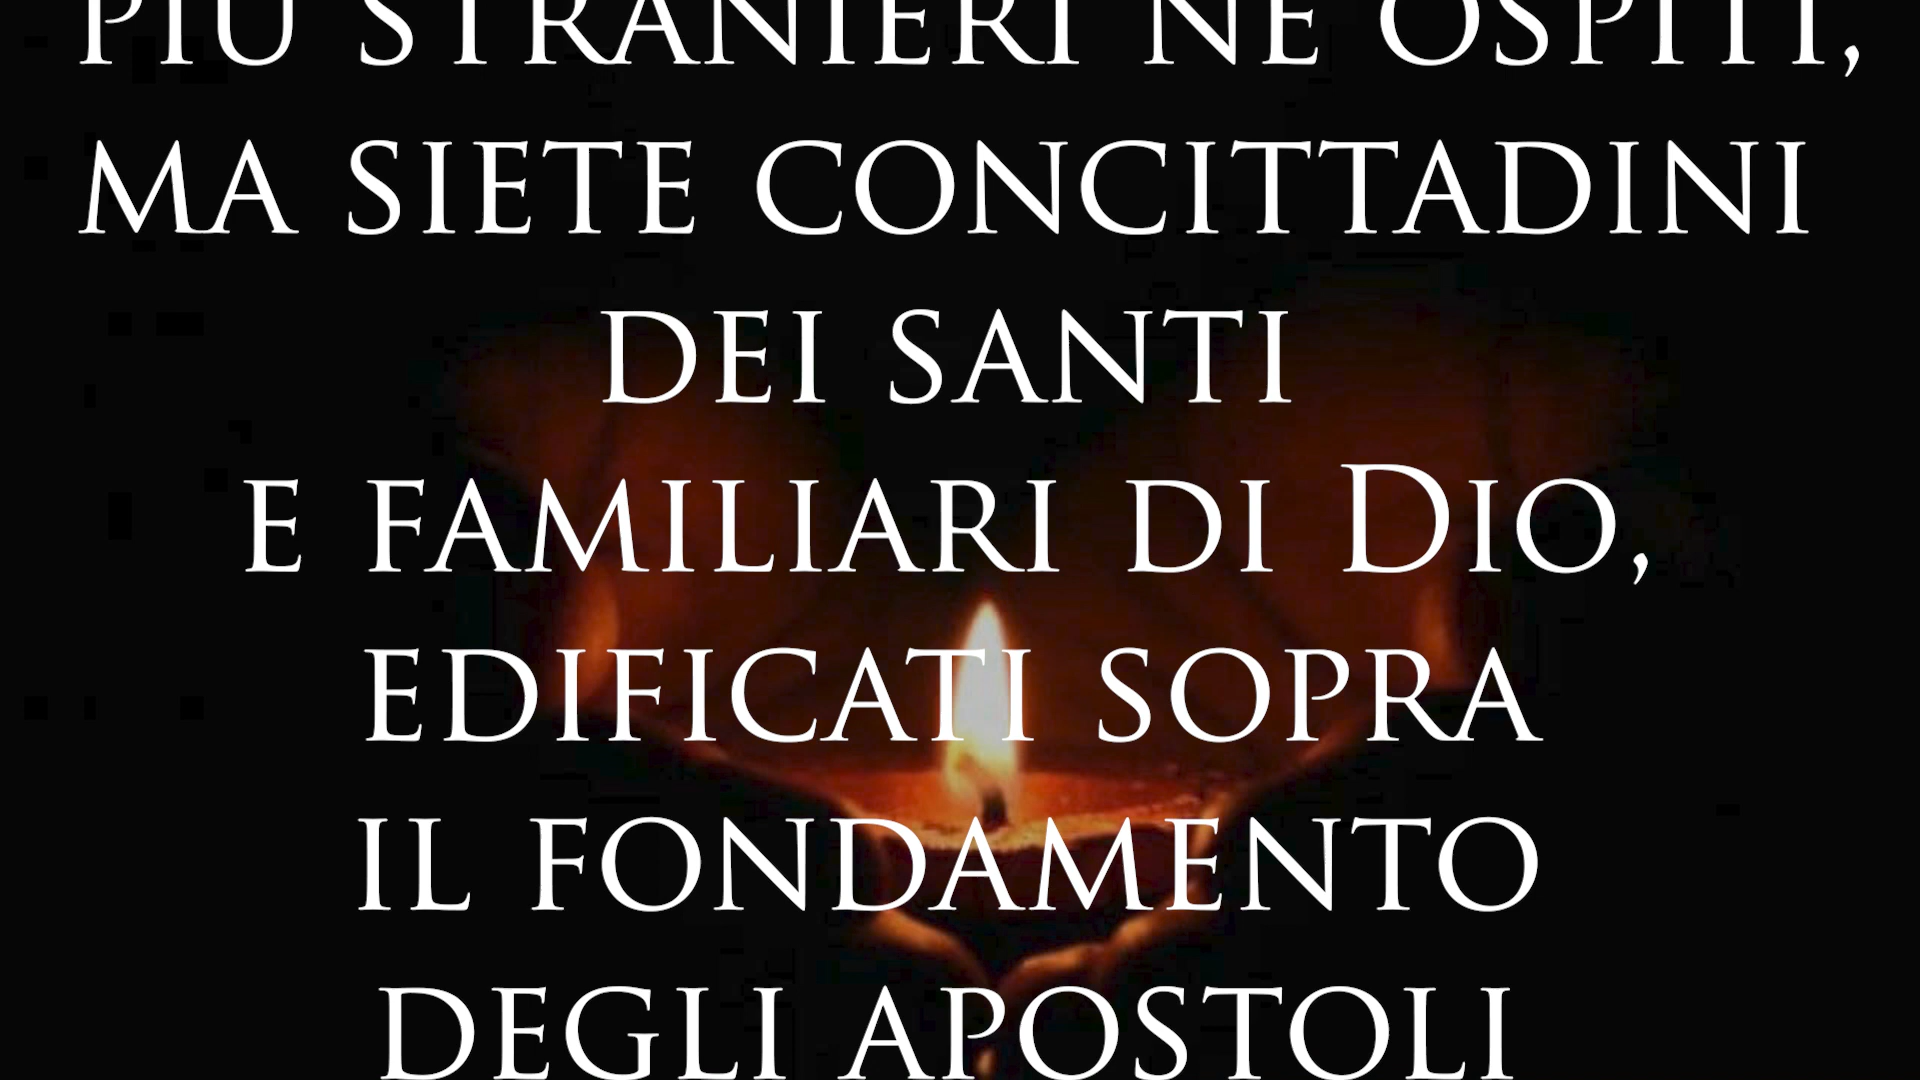 PIÙ STRANIERI NÉ OSPITI,
MA SIETE CONCITTADINI
DEI SANTI
E FAMILIARI DI DIO,
EDIFICATI SOPRA
IL FONDAMENTO
DEGLI APOSTOLI